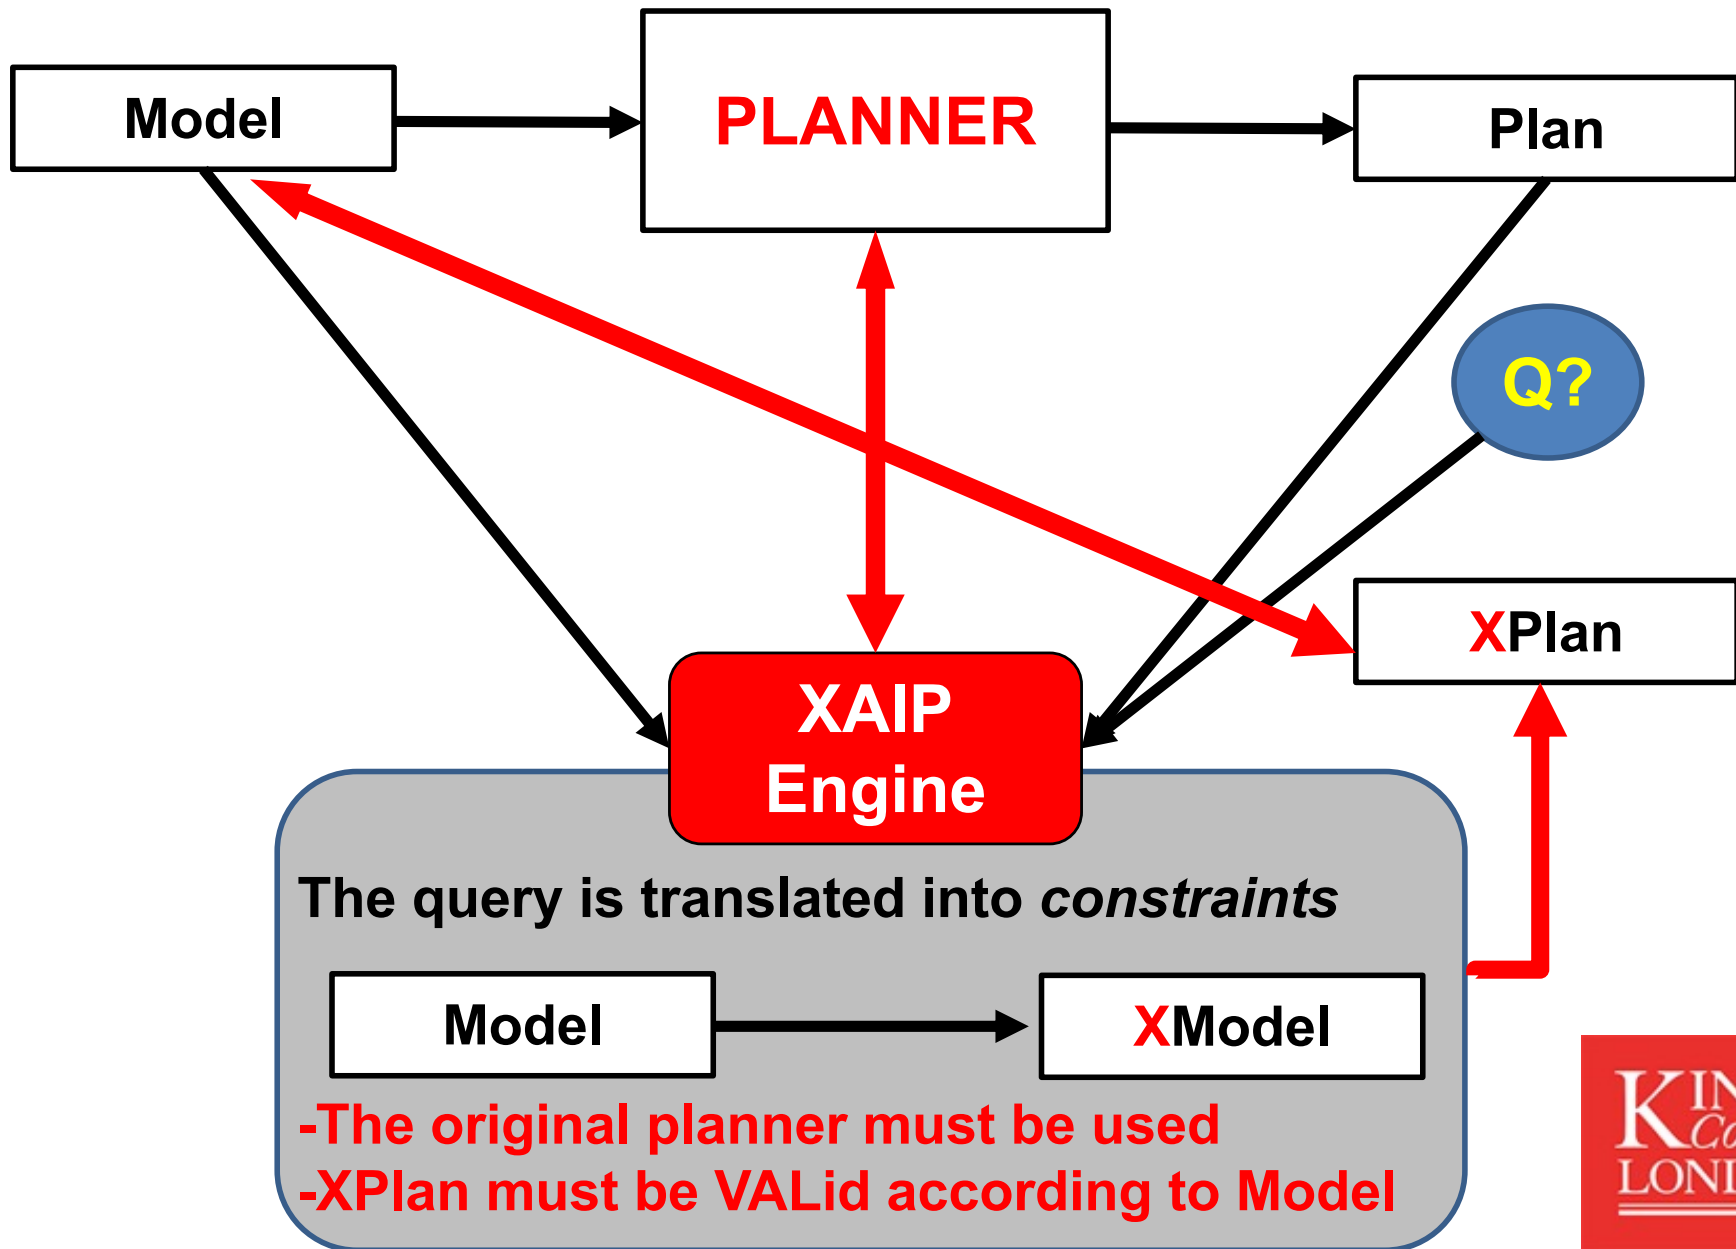 Model
PLANNER
Plan
Q?
XPlan
XAIP
Engine
The query is translated into constraints
Model
XModel
-The original planner must be used
-XPlan must be VALid according to Model